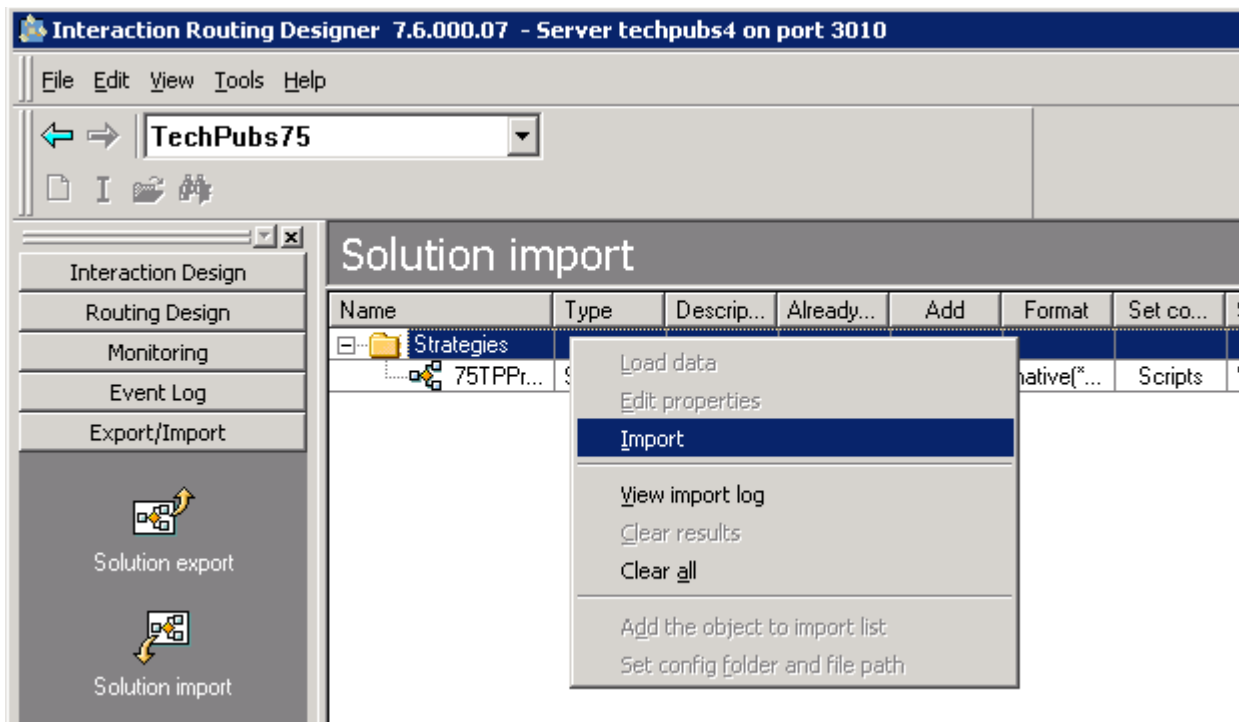 Interaction Routing Designer 7.6.000.07 - Server techpubs4 on port 3010
File Edit View Tools Help
TechPubs75
Solution import
Interaction Design
Routing Design
Monitoring
Event Log
Export/Import
Solution export
Solution import
Name Type Descrip... Already... Add Format Set co...
Strategies
75TPPr... native(*... Scripts
Load data
Edit properties
Import
View import log
Clear results
Clear all
Add the object to import list
Set config folder and file path